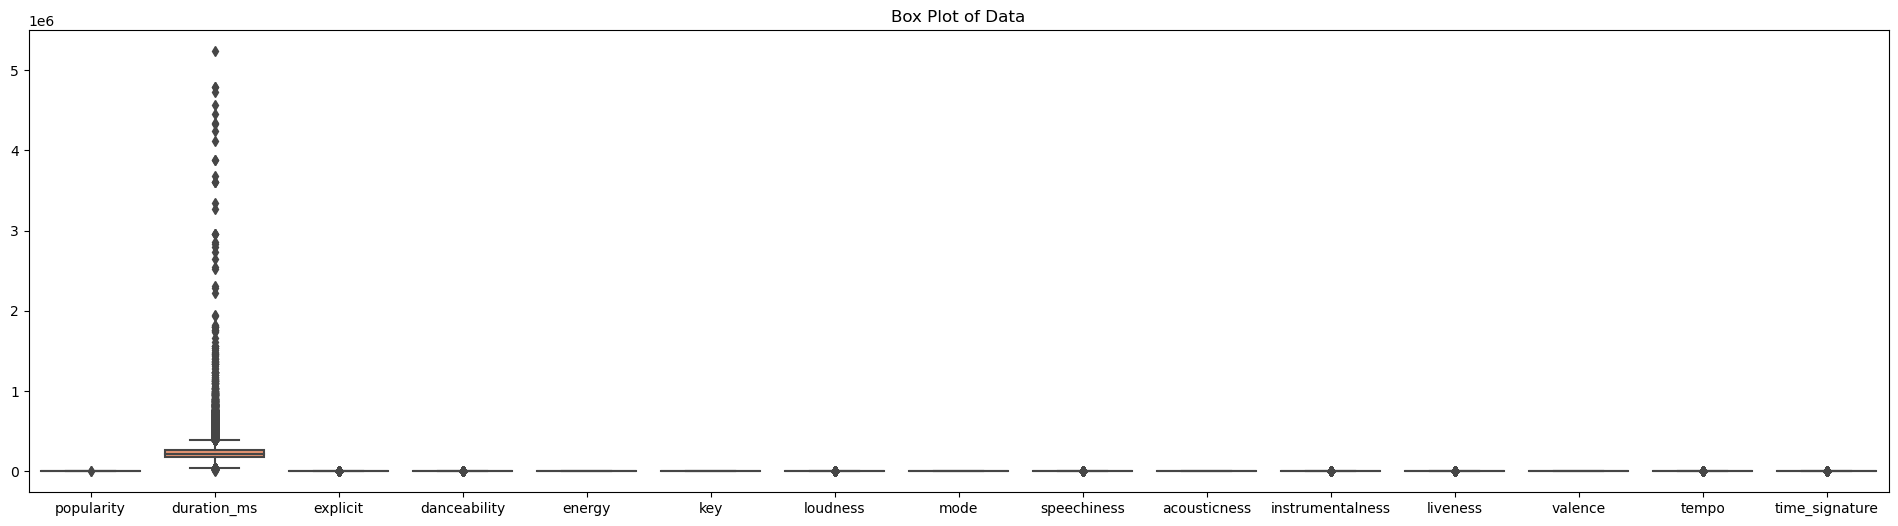 Box Plot of Data
1e6
5
4
3
2
1
0
popularity duration_ms explicit danceability energy key loudness mode speechiness acousticness instrumentalness liveness valence tempo time_signature